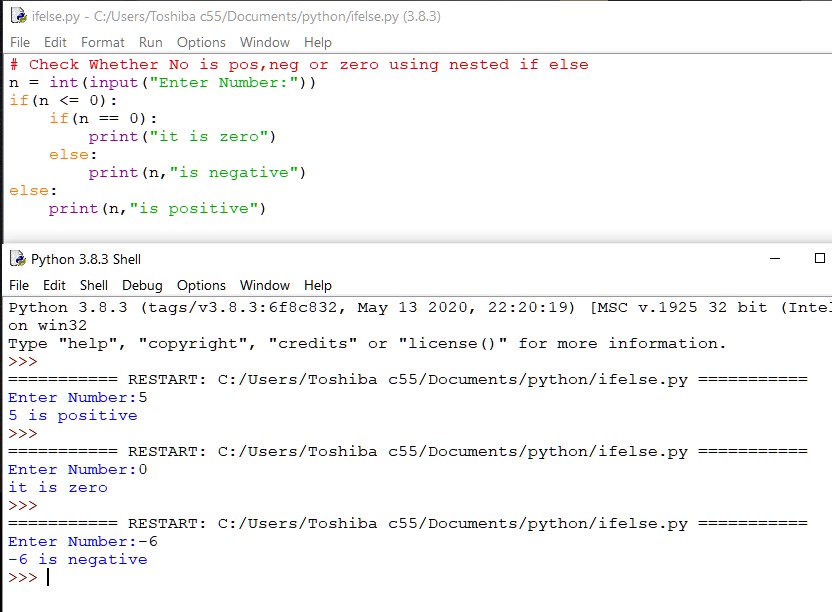 ifelse.py - C:/Users/Toshiba c55/Documents/python/ifelse.py (3.8.3)
File Edit Format Run Options Window Help
# Check Whether No is pos,neg or zero using nested if else
n = int(input("Enter Number:"))
if(n <= 0):
    if(n == 0):
        print("it is zero")
    else:
        print(n,"is negative")
else:
    print(n,"is positive")
Python 3.8.3 Shell
File Edit Shell Debug Options Window Help
Python 3.8.3 (tags/v3.8.3:6f8c832, May 13 2020, 22:20:19) [MSC v.1925 32 bit (Intel
on win32
Type "help", "copyright", "credits" or "license()" for more information.
>>>
=========== RESTART: C:/Users/Toshiba c55/Documents/python/ifelse.py ===========
Enter Number:5
5 is positive
>>>
=========== RESTART: C:/Users/Toshiba c55/Documents/python/ifelse.py ===========
Enter Number:0
it is zero
>>>
=========== RESTART: C:/Users/Toshiba c55/Documents/python/ifelse.py ===========
Enter Number:-6
-6 is negative
>>>